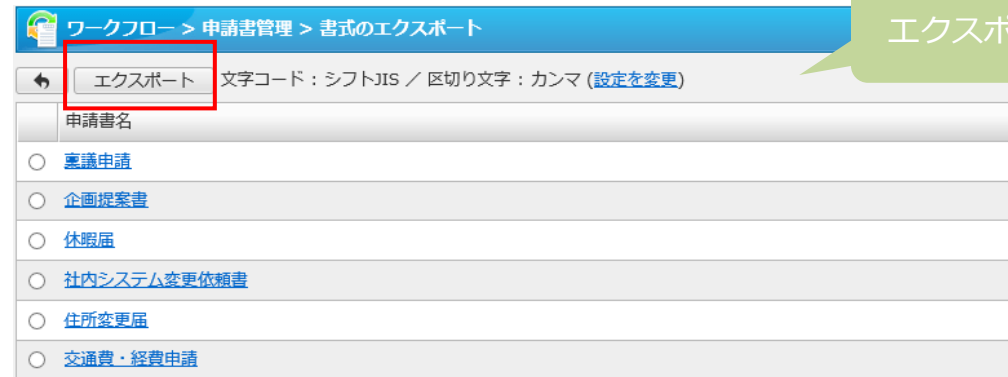 ワークフロー > 申請書管理 > 書式のエクスポート
エクスポ
エクスポート 文字コード：シフトJIS ／ 区切り文字：カンマ (設定を変更)
申請書名
稟議申請
企画提案書
休暇届
社内システム変更依頼書
住所変更届
交通費・経費申請